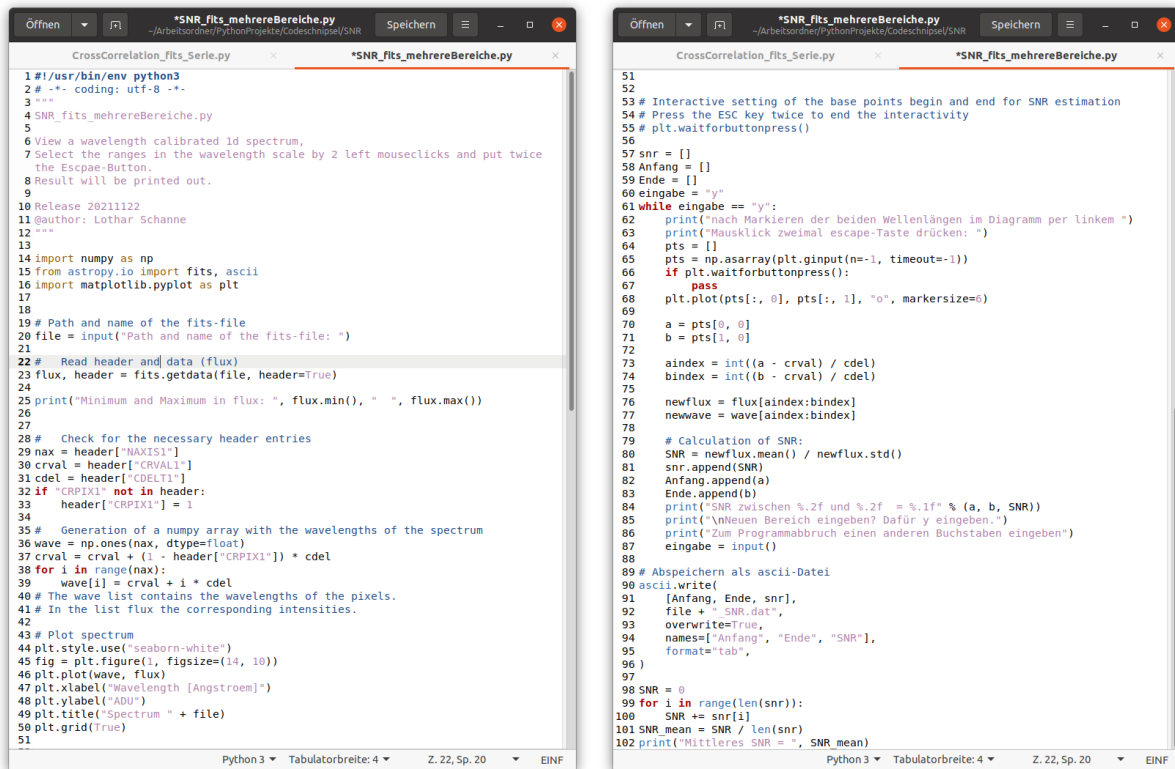 Öffnen
*SNR_fits_mehrereBereiche.py
~/Arbeitsordner/PythonProjekte/Codeschnipsel/SNR
Speichern
CrossCorrelation_fits_Serie.py
*SNR_fits_mehrereBereiche.py
1 #!/usr/bin/env python3
2 # -*- coding: utf-8 -*-
3 """
4 SNR_fits_mehrereBereiche.py
5
6 View a wavelength calibrated 1d spectrum,
7 Select the ranges in the wavelength scale by 2 left mouseclicks and put twice
the Escpae-Button.
8 Result will be printed out.
9
10 Release 20211122
11 @author: Lothar Schanne
12 """
13
14 import numpy as np
15 from astropy.io import fits, ascii
16 import matplotlib.pyplot as plt
17
18
19 # Path and name of the fits-file
20 file = input("Path and name of the fits-file: ")
21
22 #   Read header and data (flux)
23 flux, header = fits.getdata(file, header=True)
24
25 print("Minimum and Maximum in flux: ", flux.min(), "  ", flux.max())
26
27
28 #   Check for the necessary header entries
29 nax = header["NAXIS1"]
30 crval = header["CRVAL1"]
31 cdel = header["CDELT1"]
32 if "CRPIX1" not in header:
33     header["CRPIX1"] = 1
34
35 #   Generation of a numpy array with the wavelengths of the spectrum
36 wave = np.ones(nax, dtype=float)
37 crval = crval + (1 - header["CRPIX1"]) * cdel
38 for i in range(nax):
39     wave[i] = crval + i * cdel
40 # The wave list contains the wavelengths of the pixels.
41 # In the list flux the corresponding intensities.
42
43 # Plot spectrum
44 plt.style.use("seaborn-white")
45 fig = plt.figure(1, figsize=(14, 10))
46 plt.plot(wave, flux)
47 plt.xlabel("Wavelength [Angstroem]")
48 plt.ylabel("ADU")
49 plt.title("Spectrum " + file)
50 plt.grid(True)
51
Python 3 Tabulatorbreite: 4 Z. 22, Sp. 20 EINF
Öffnen
*SNR_fits_mehrereBereiche.py
~/Arbeitsordner/PythonProjekte/Codeschnipsel/SNR
Speichern
CrossCorrelation_fits_Serie.py
*SNR_fits_mehrereBereiche.py
51
52
53 # Interactive setting of the base points begin and end for SNR estimation
54 # Press the ESC key twice to end the interactivity
55 # plt.waitforbuttonpress()
56
57 snr = []
58 Anfang = []
59 Ende = []
60 eingabe = "y"
61 while eingabe == "y":
62     print("nach Markieren der beiden Wellenlängen im Diagramm per linkem ")
63     print("Mausklick zweimal escape-Taste drücken: ")
64     pts = []
65     pts = np.asarray(plt.ginput(n=-1, timeout=-1))
66     if plt.waitforbuttonpress():
67         pass
68     plt.plot(pts[:, 0], pts[:, 1], "o", markersize=6)
69
70     a = pts[0, 0]
71     b = pts[1, 0]
72
73     aindex = int((a - crval) / cdel)
74     bindex = int((b - crval) / cdel)
75
76     newflux = flux[aindex:bindex]
77     newwave = wave[aindex:bindex]
78
79     # Calculation of SNR:
80     SNR = newflux.mean() / newflux.std()
81     snr.append(SNR)
82     Anfang.append(a)
83     Ende.append(b)
84     print("SNR zwischen %.2f und %.2f  = %.1f" % (a, b, SNR))
85     print("\nNeuen Bereich eingeben? Dafür y eingeben.")
86     print("Zum Programmabbruch einen anderen Buchstaben eingeben")
87     eingabe = input()
88
89 # Abspeichern als ascii-Datei
90 ascii.write(
91     [Anfang, Ende, snr],
92     file + "_SNR.dat",
93     overwrite=True,
94     names=["Anfang", "Ende", "SNR"],
95     format="tab",
96 )
97
98 SNR = 0
99 for i in range(len(snr)):
100     SNR += snr[i]
101 SNR_mean = SNR / len(snr)
102 print("Mittleres SNR = ", SNR_mean)
Python 3 Tabulatorbreite: 4 Z. 22, Sp. 20 EINF